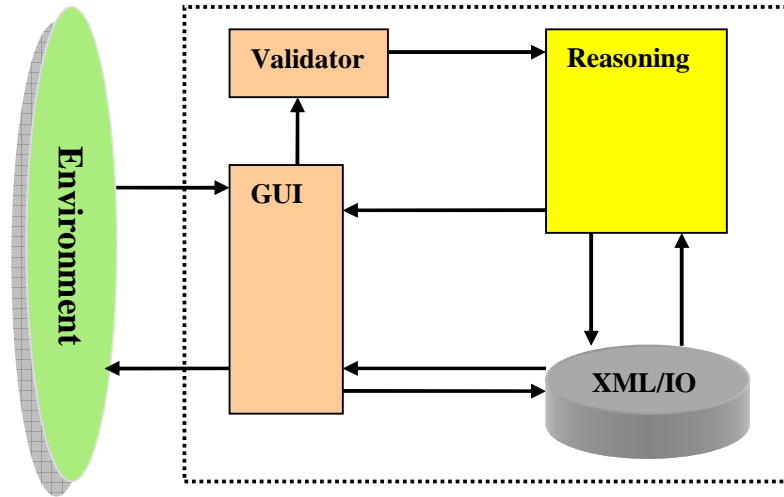 Validator
Reasoning
Environment
GUI
XML/IO